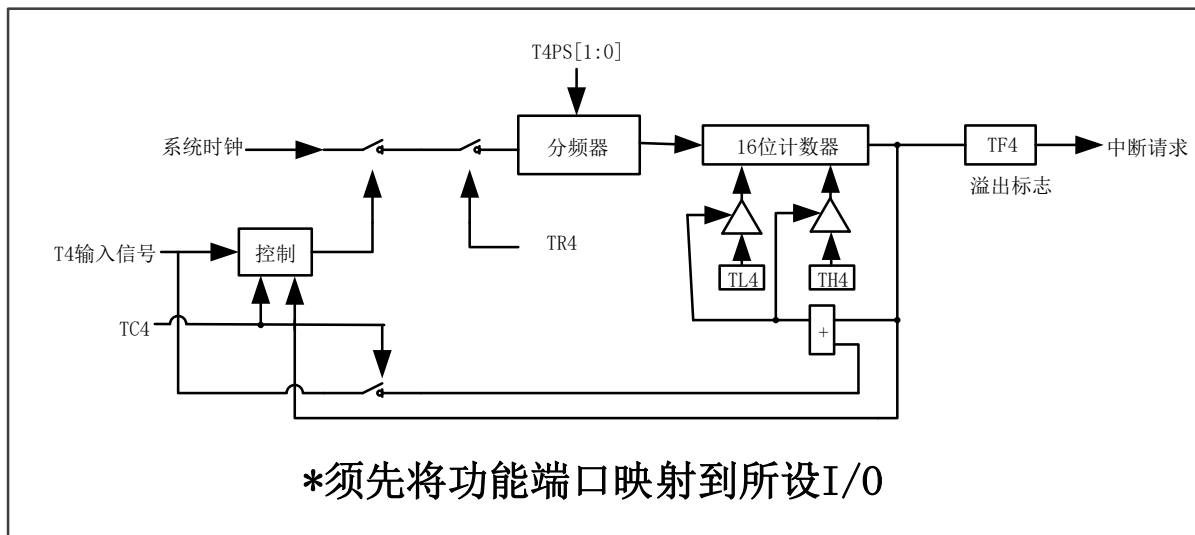 T4PS[1:0]
系统时钟
分频器
16位计数器
TF4
中断请求
溢出标志
T4输入信号
控制
TR4
TL4
TH4
TC4
+
*须先将功能端口映射到所设I/O